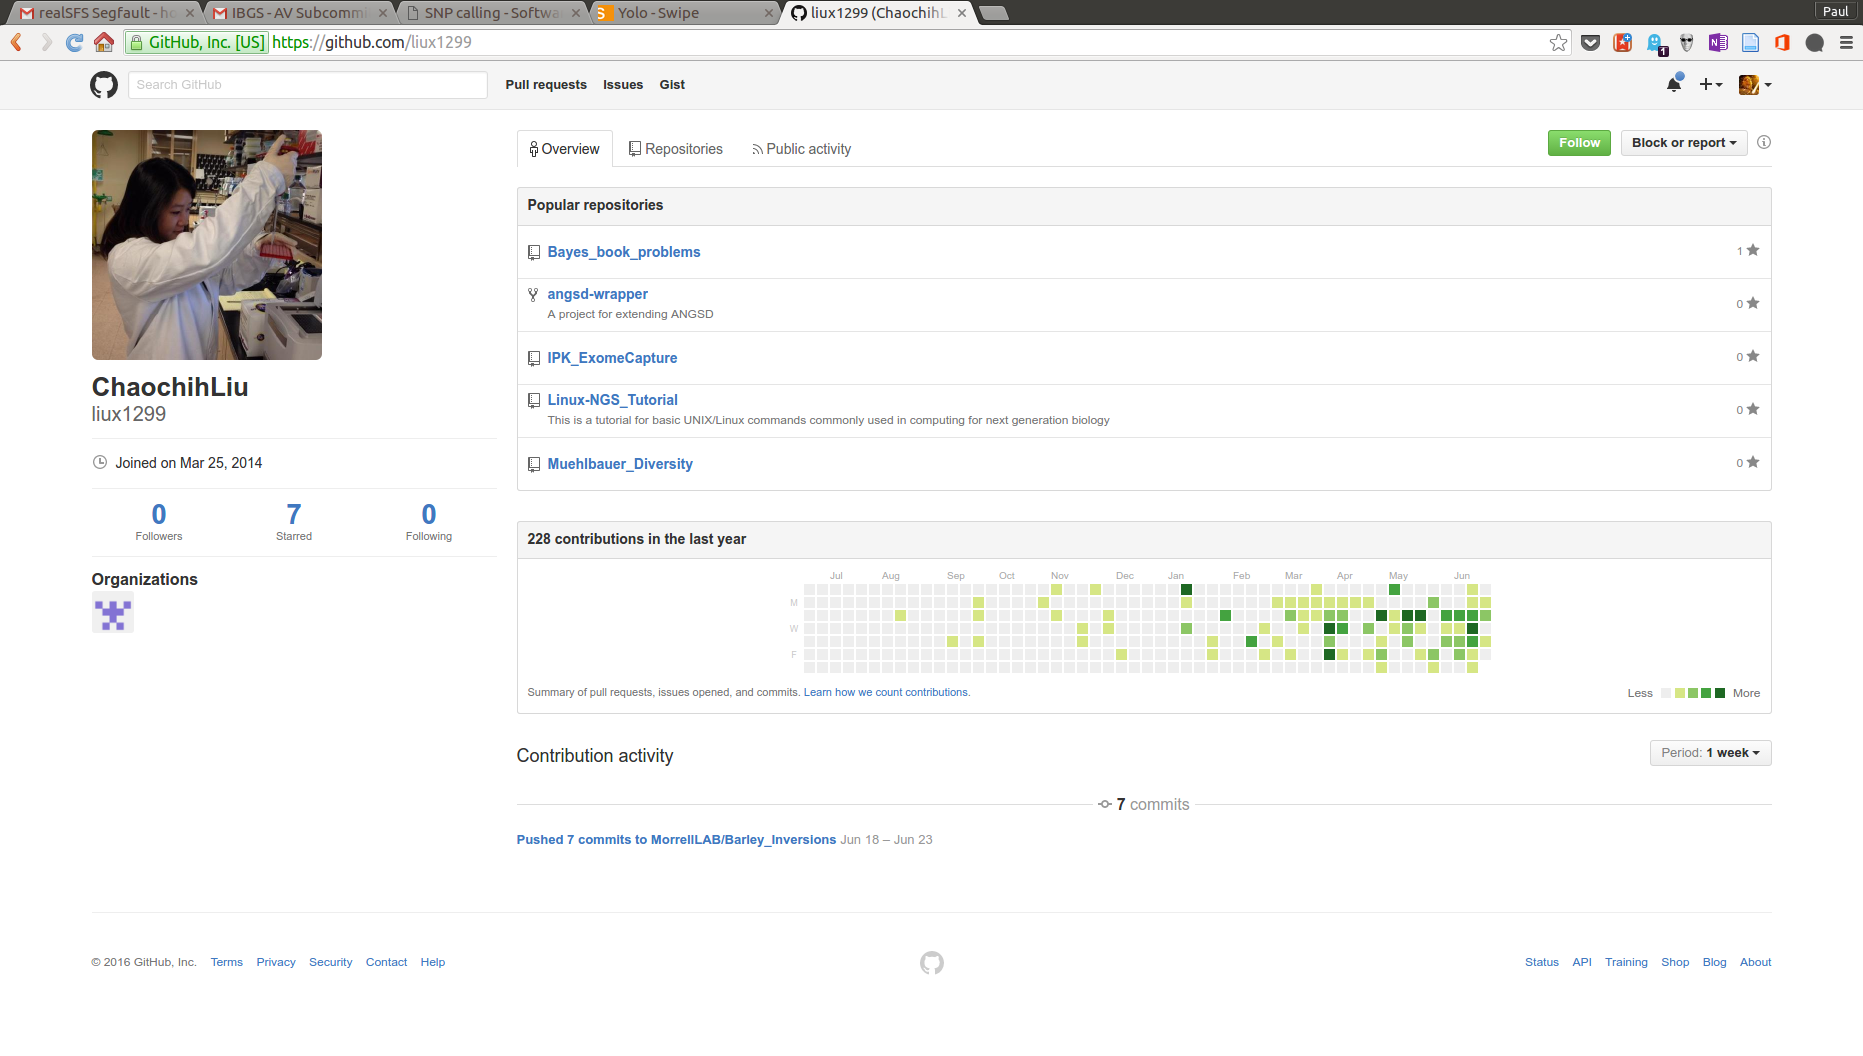 realSFS Segfault - ho
IBGS - AV Subcommi
SNP calling - Softwa
Yolo - Swipe
liux1299 (ChaochihL
Paul
GitHub, Inc. [US] https://github.com/liux1299
1
Search GitHub
Pull requests Issues Gist
Overview Repositories Public activity
Follow Block or report
Popular repositories
Bayes_book_problems 1
angsd-wrapper 0
A project for extending ANGSD
IPK_ExomeCapture 0
Linux-NGS_Tutorial 0
This is a tutorial for basic UNIX/Linux commands commonly used in computing for next generation biology
Muehlbauer_Diversity 0
ChaochihLiu
liux1299
Joined on Mar 25, 2014
0 7 0
Followers Starred Following
Organizations
228 contributions in the last year
Jul Aug Sep Oct Nov Dec Jan Feb Mar Apr May Jun
M
W
F
Summary of pull requests, issues opened, and commits. Learn how we count contributions. Less More
Contribution activity Period: 1 week
7 commits
Pushed 7 commits to MorrellLAB/Barley_Inversions Jun 18 – Jun 23
© 2016 GitHub, Inc. Terms Privacy Security Contact Help Status API Training Shop Blog About